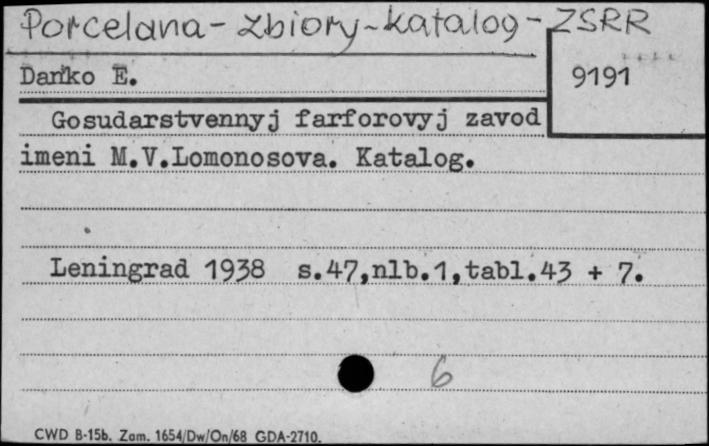 Porcelana - zbiory - katalog - ZSRR
Dańko E.
9191
Gosudarstvennyj farforovyj zavod
imeni M.V.Lomonosova. Katalog.
Leningrad 1938 s.47,nlb.1,tabl.43 + 7.
6
CWD B-15b. Zam. 1654/Dw/On/68 GDA-2710.